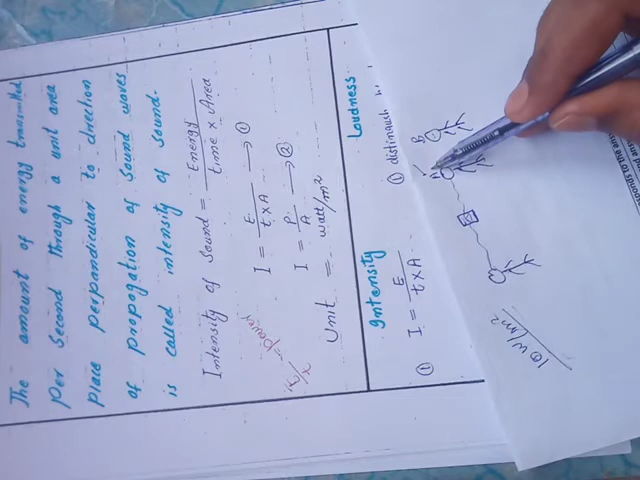 The amount of energy transmitted
Per Second through a unit area
Place perpandicular to direction
of propogation of Sound waves
is called intensity of sound.
Intensity of Sound = Energy / time x Area
I = E / t x A → ①
I = P / A → ②
Unit = watt/m²
= Power
Intensity
Loudness
① I = E / t x A
① distinguish
10 w/m²
A
B